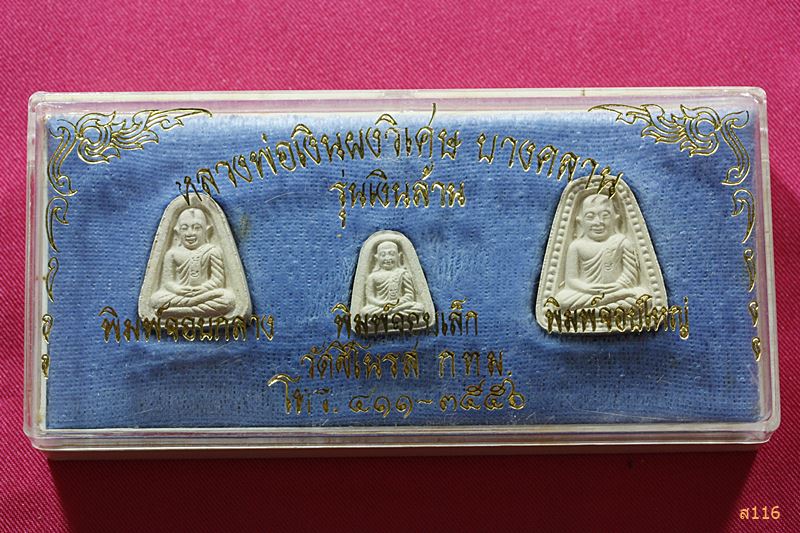 หลวงพ่อเงินผงวิเศษ บางคลาน
รุ่นเงินล้าน
พิมพ์จอบกลาง พิมพ์จอบเล็ก พิมพ์จอบใหญ่
วัดศิโพรส กทม.
โทร. ๔๑๑-๓๕๕๖
ส116